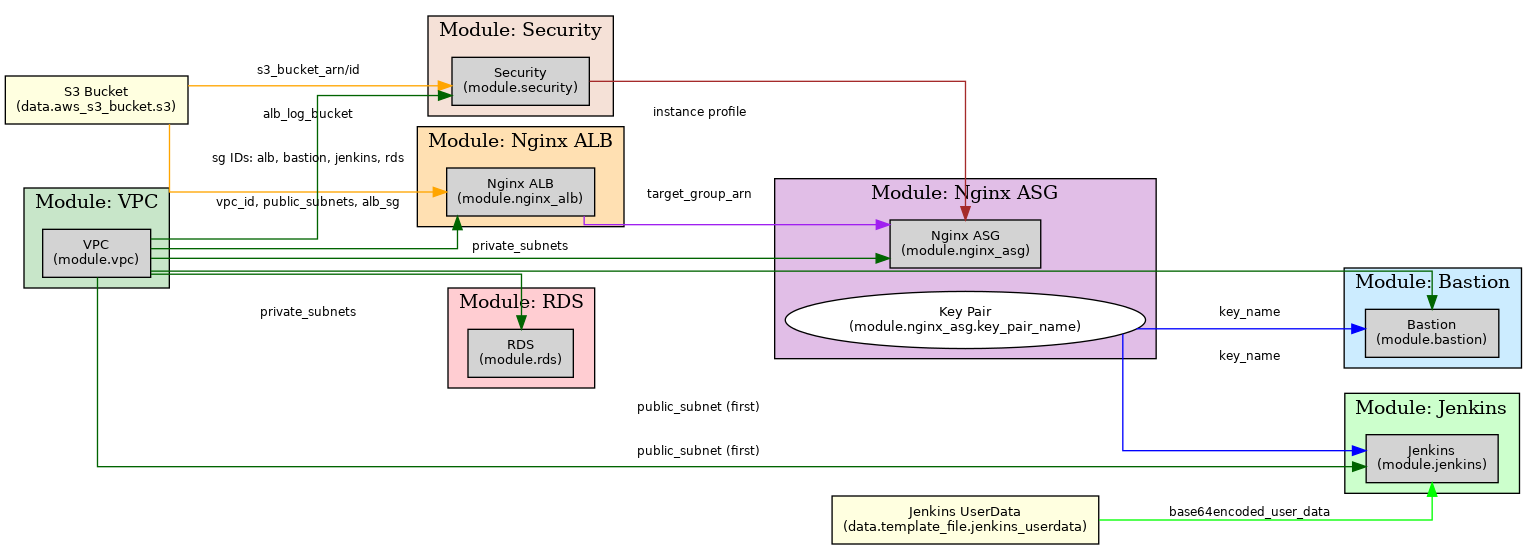 Module: Security
Security
(module.security)
s3_bucket_arn/id
S3 Bucket
(data.aws_s3_bucket.s3)
alb_log_bucket
instance profile
Module: Nginx ALB
Nginx ALB
(module.nginx_alb)
sg IDs: alb, bastion, jenkins, rds
vpc_id, public_subnets, alb_sg
target_group_arn
Module: VPC
VPC
(module.vpc)
private_subnets
Module: Nginx ASG
Nginx ASG
(module.nginx_asg)
Key Pair
(module.nginx_asg.key_pair_name)
Module: RDS
RDS
(module.rds)
private_subnets
key_name
key_name
Module: Bastion
Bastion
(module.bastion)
public_subnet (first)
public_subnet (first)
Module: Jenkins
Jenkins
(module.jenkins)
Jenkins UserData
(data.template_file.jenkins_userdata)
base64encoded_user_data